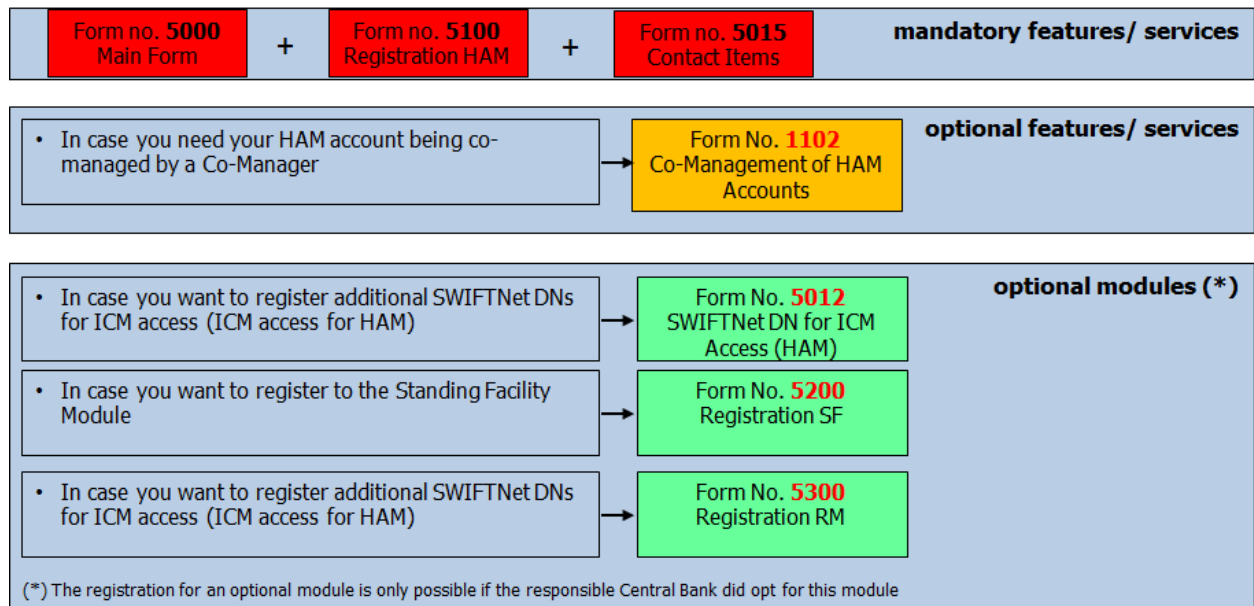 Form no. 5000
Main Form
+
Form no. 5100
Registration HAM
+
Form no. 5015
Contact Items
mandatory features/ services
• In case you need your HAM account being co-
managed by a Co-Manager
Form No. 1102
Co-Management of HAM
Accounts
optional features/ services
• In case you want to register additional SWIFTNet DNs
for ICM access (ICM access for HAM)
Form No. 5012
SWIFTNet DN for ICM
Access (HAM)
optional modules (*)
• In case you want to register to the Standing Facility
Module
Form No. 5200
Registration SF
• In case you want to register additional SWIFTNet DNs
for ICM access (ICM access for HAM)
Form No. 5300
Registration RM
(*) The registration for an optional module is only possible if the responsible Central Bank did opt for this module